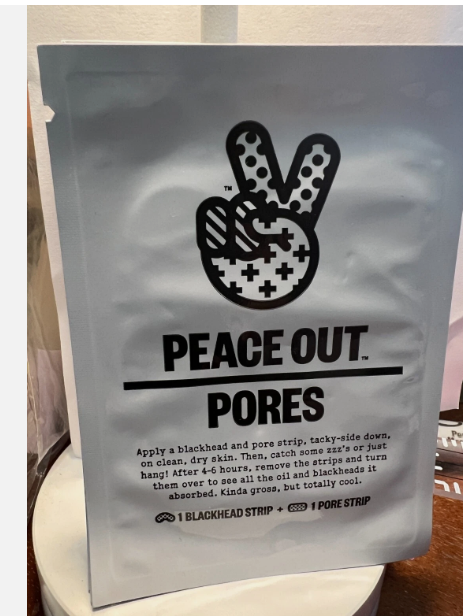 ™
PEACE OUT™
PORES
Apply a blackhead and pore strip, tacky-side down,
on clean, dry skin. Then, catch some zzz's or just
hang! After 4-6 hours, remove the strips and turn
them over to see all the oil and blackheads it
absorbed. Kinda gross, but totally cool.
1 BLACKHEAD STRIP + 1 PORE STRIP